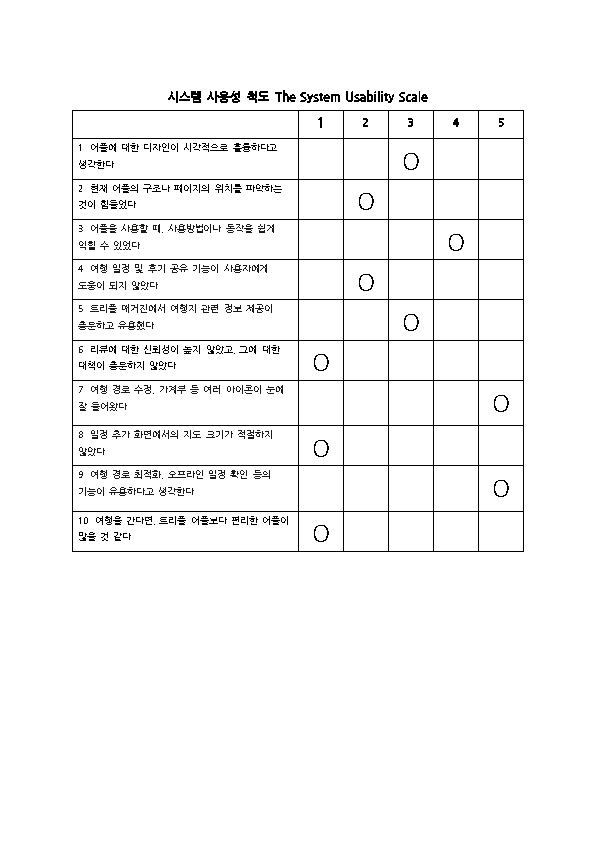 시스템 사용성 척도 The System Usability Scale
1 2 3 4 5
1 어플에 대한 디자인이 시각적으로 훌륭하다고
생각한다
O
2 현재 어플의 구조나 페이지의 위치를 파악하는
것이 힘들었다
O
3 어플을 사용할 때, 사용방법이나 동작을 쉽게
익힐 수 있었다
O
4 여행 일정 및 후기 공유 기능이 사용자에게
도움이 되지 않았다
O
5 트리플 매거진에서 여행지 관련 정보 제공이
충분하고 유용했다
O
6 리뷰에 대한 신뢰성이 높지 않았고, 그에 대한
대책이 충분하지 않았다
O
7 여행 경로 수정, 가계부 등 여러 아이콘이 눈에
잘 들어왔다
O
8 일정 추가 화면에서의 지도 크기가 적절하지
않았다
O
9 여행 경로 최적화, 오프라인 일정 확인 등의
기능이 유용하다고 생각한다
O
10 여행을 간다면, 트리플 어플보다 편리한 어플이
많을 것 같다
O